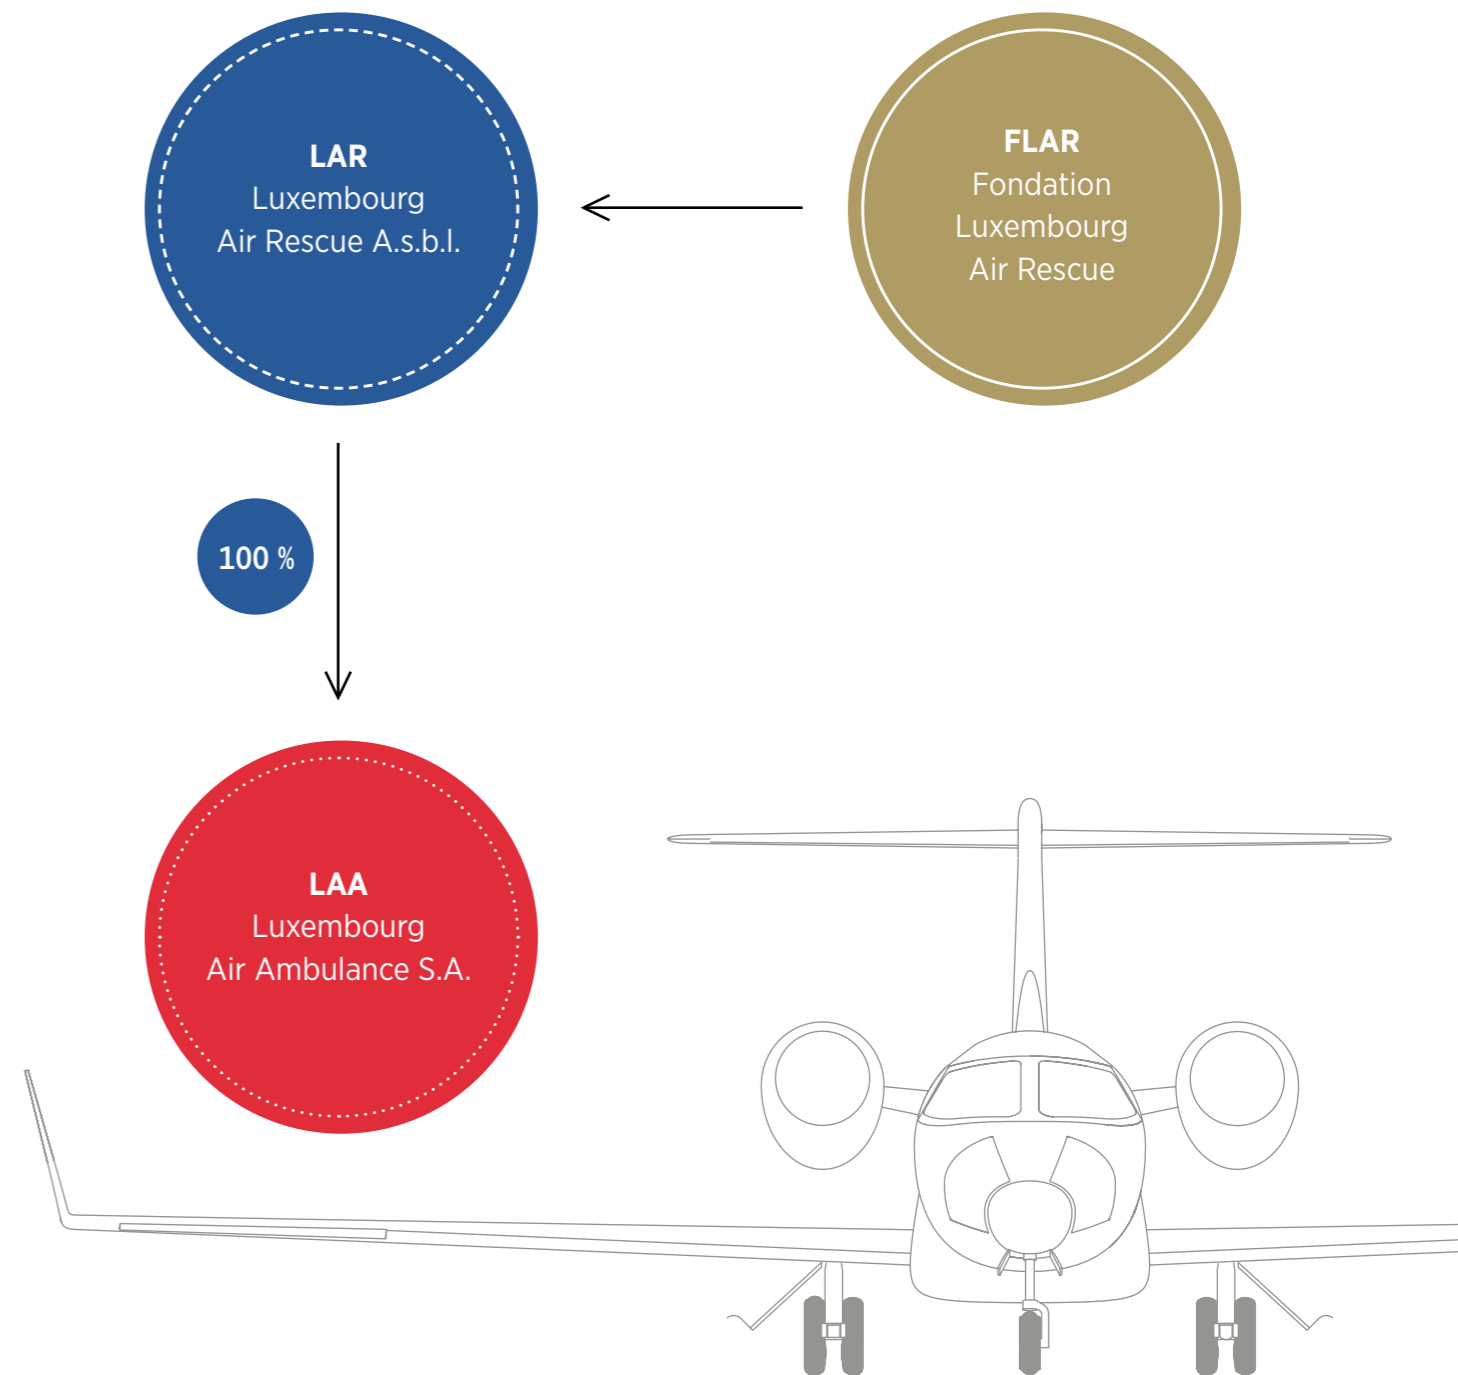 LAR
Luxembourg
Air Rescue A.s.b.l.
FLAR
Fondation
Luxembourg
Air Rescue
100 %
LAA
Luxembourg
Air Ambulance S.A.